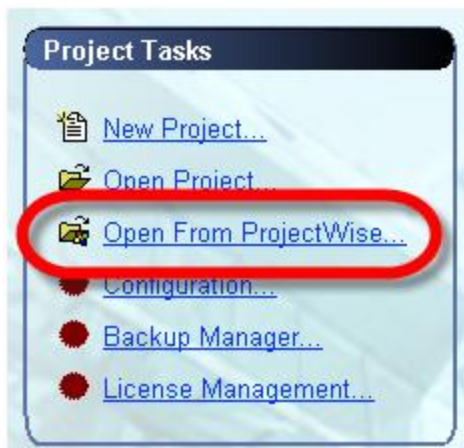 Project Tasks
New Project...
Open Project...
Open From ProjectWise...
Configuration...
Backup Manager...
License Management...